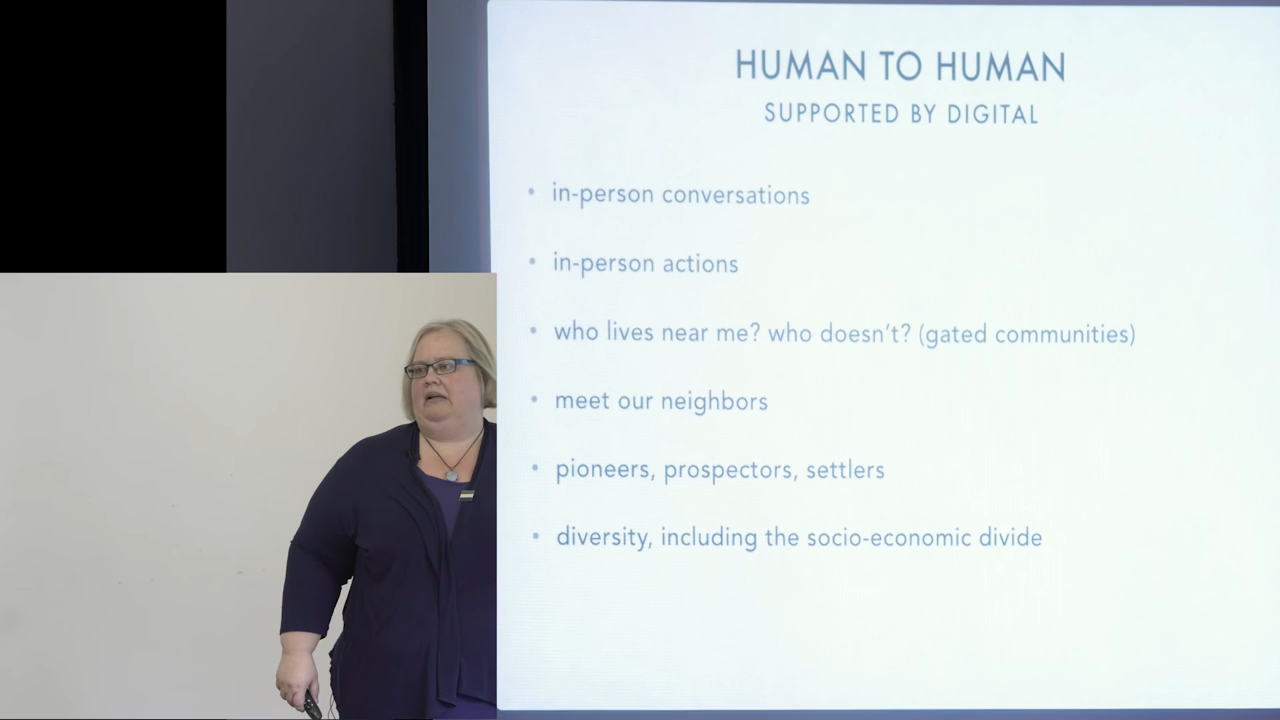 HUMAN TO HUMAN
SUPPORTED BY DIGITAL
• in-person conversations
• in-person actions
• who lives near me? who doesn't? (gated communities)
• meet our neighbors
• pioneers, prospectors, settlers
• diversity, including the socio-economic divide